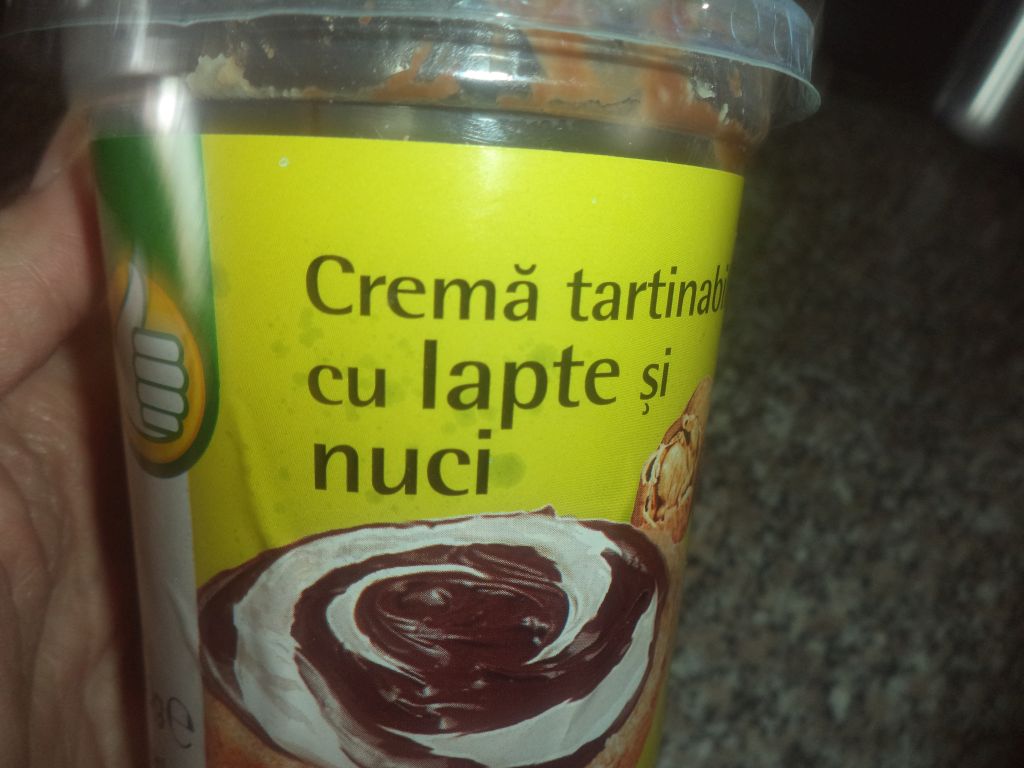 Cremă tartinabi
cu lapte și
nuci